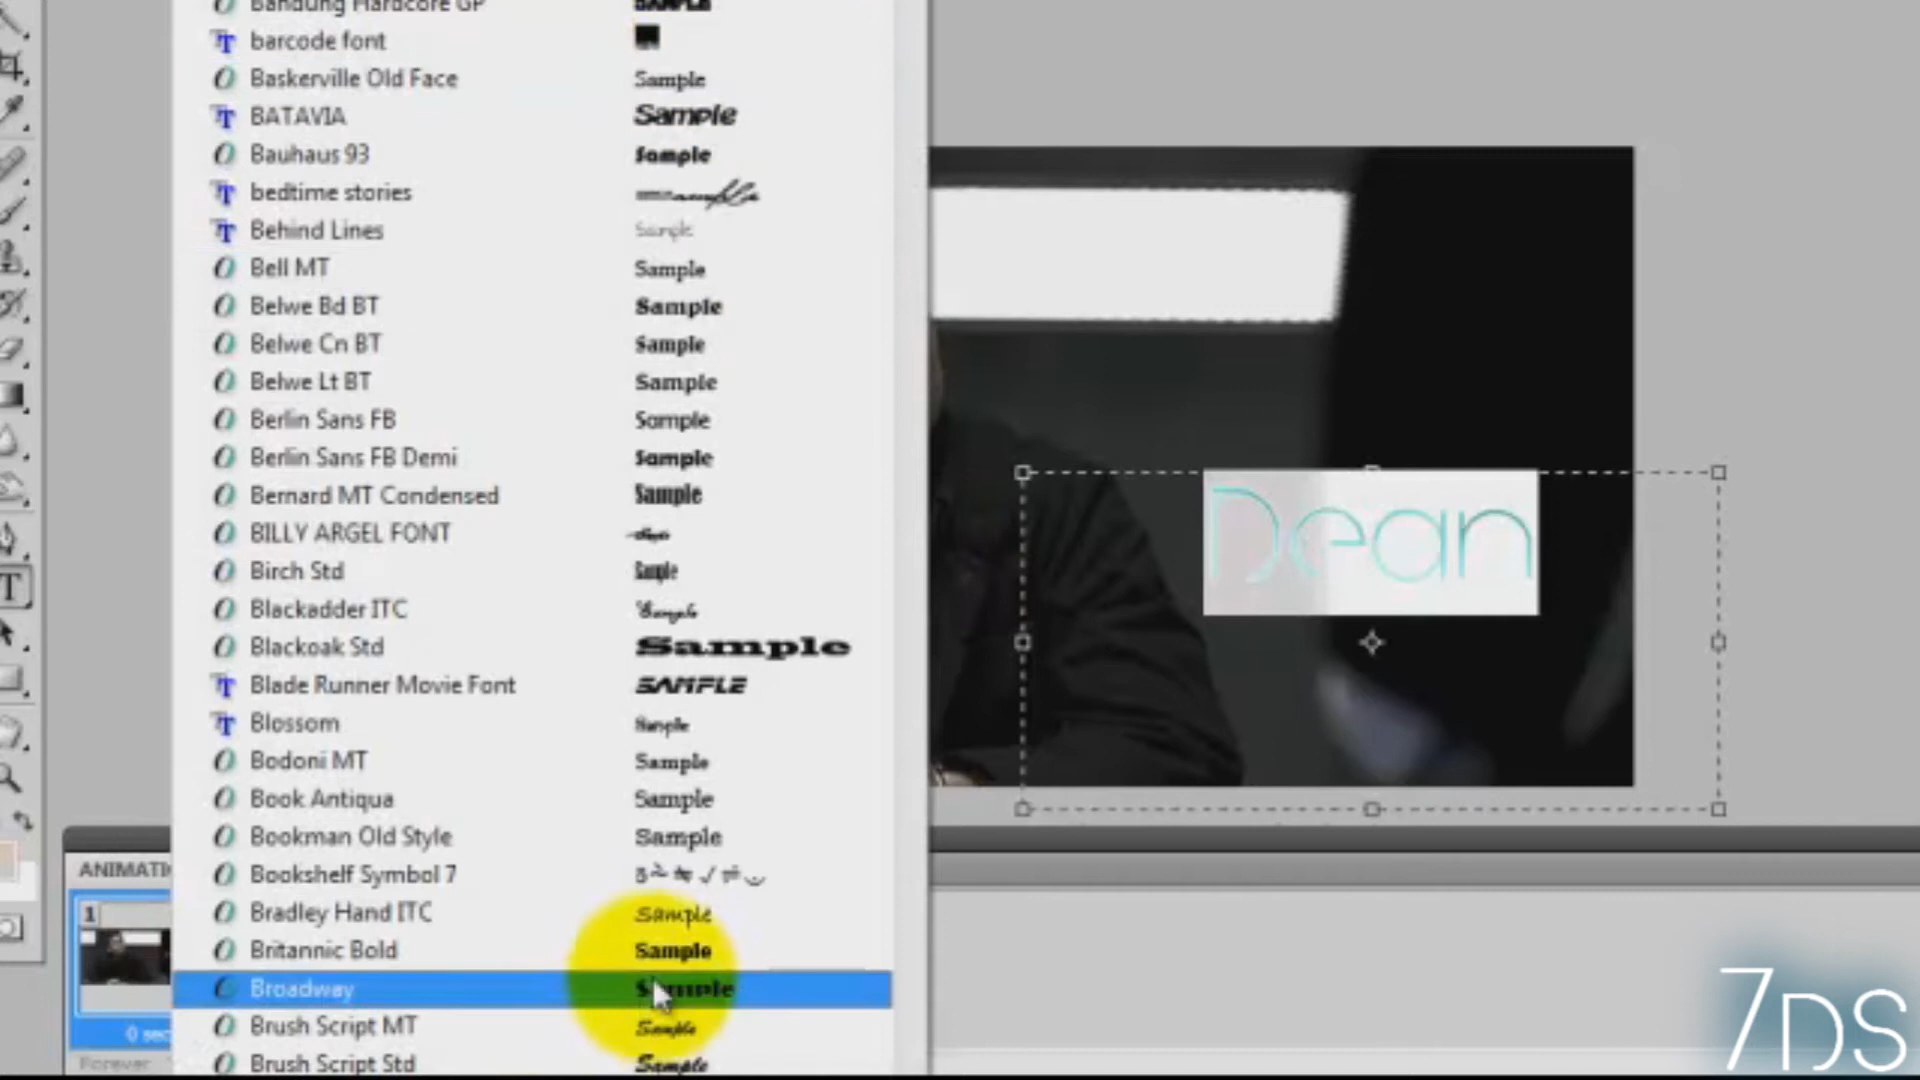 Bandung Hardcore GP SAMPLE
barcode font
Baskerville Old Face Sample
BATAVIA Sample
Bauhaus 93 Sample
bedtime stories
Behind Lines Sample
Bell MT Sample
Belwe Bd BT Sample
Belwe Cn BT Sample
Belwe Lt BT Sample
Berlin Sans FB Sample
Berlin Sans FB Demi Sample
Bernard MT Condensed Sample
BILLY ARGEL FONT
Birch Std Sample
Blackadder ITC Sample
Blackoak Std Sample
Blade Runner Movie Font SAMPLE
Blossom Sample
Bodoni MT Sample
Book Antiqua Sample
Bookman Old Style Sample
Bookshelf Symbol 7
Bradley Hand ITC Sample
Britannic Bold Sample
Broadway Sample
Brush Script MT Sample
Brush Script Std Sample
Dean
T
ANIMATI
1
0 sec
Forever
7DS